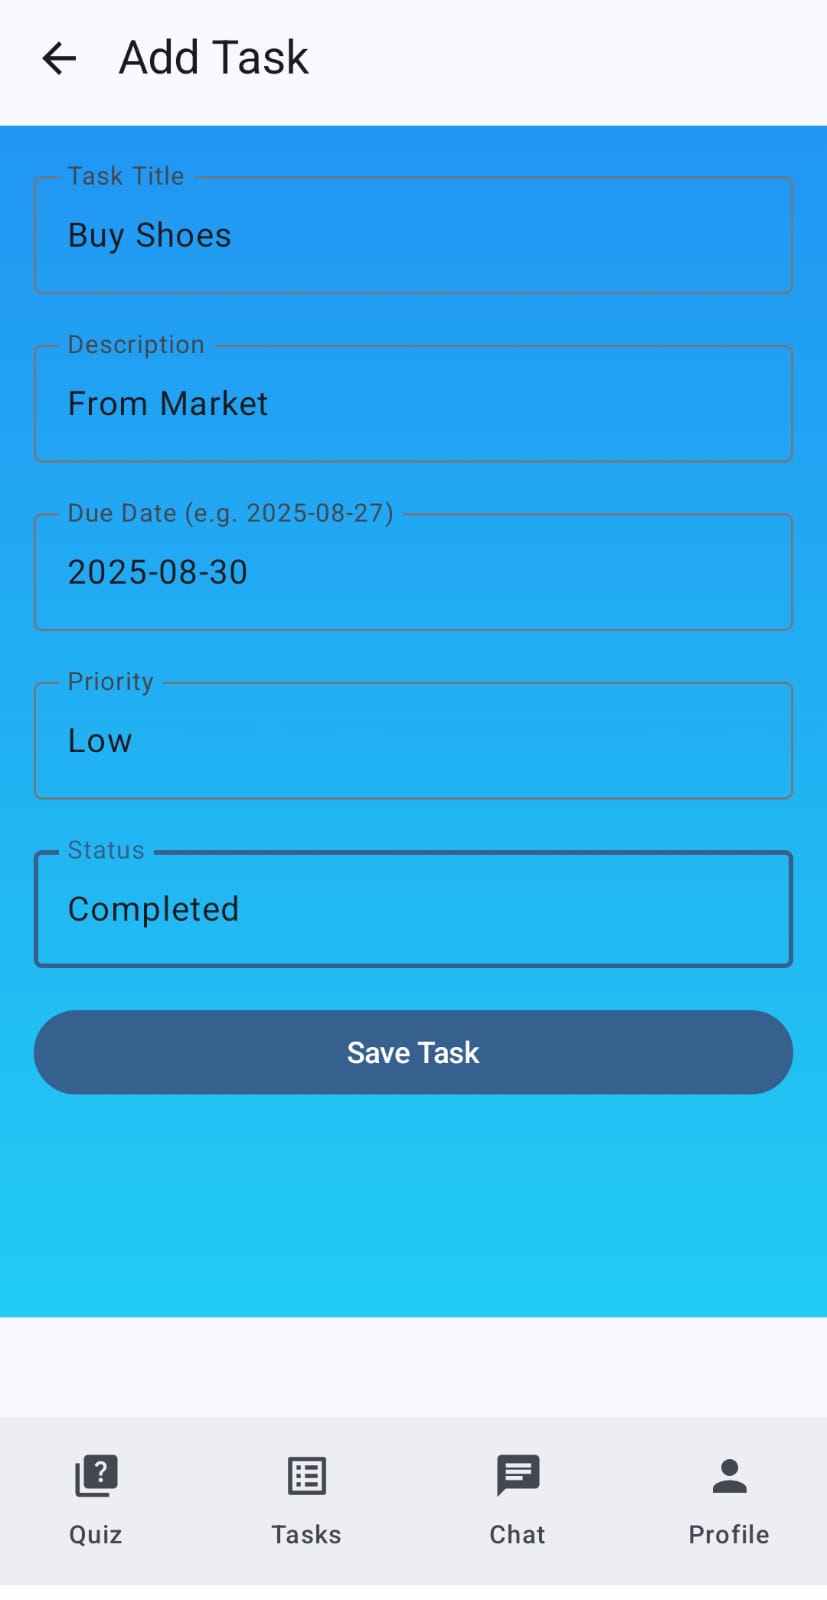 Add Task
Task Title
Buy Shoes
Description
From Market
Due Date (e.g. 2025-08-27)
2025-08-30
Priority
Low
Status
Completed
Save Task
?
Quiz
Tasks
Chat
Profile